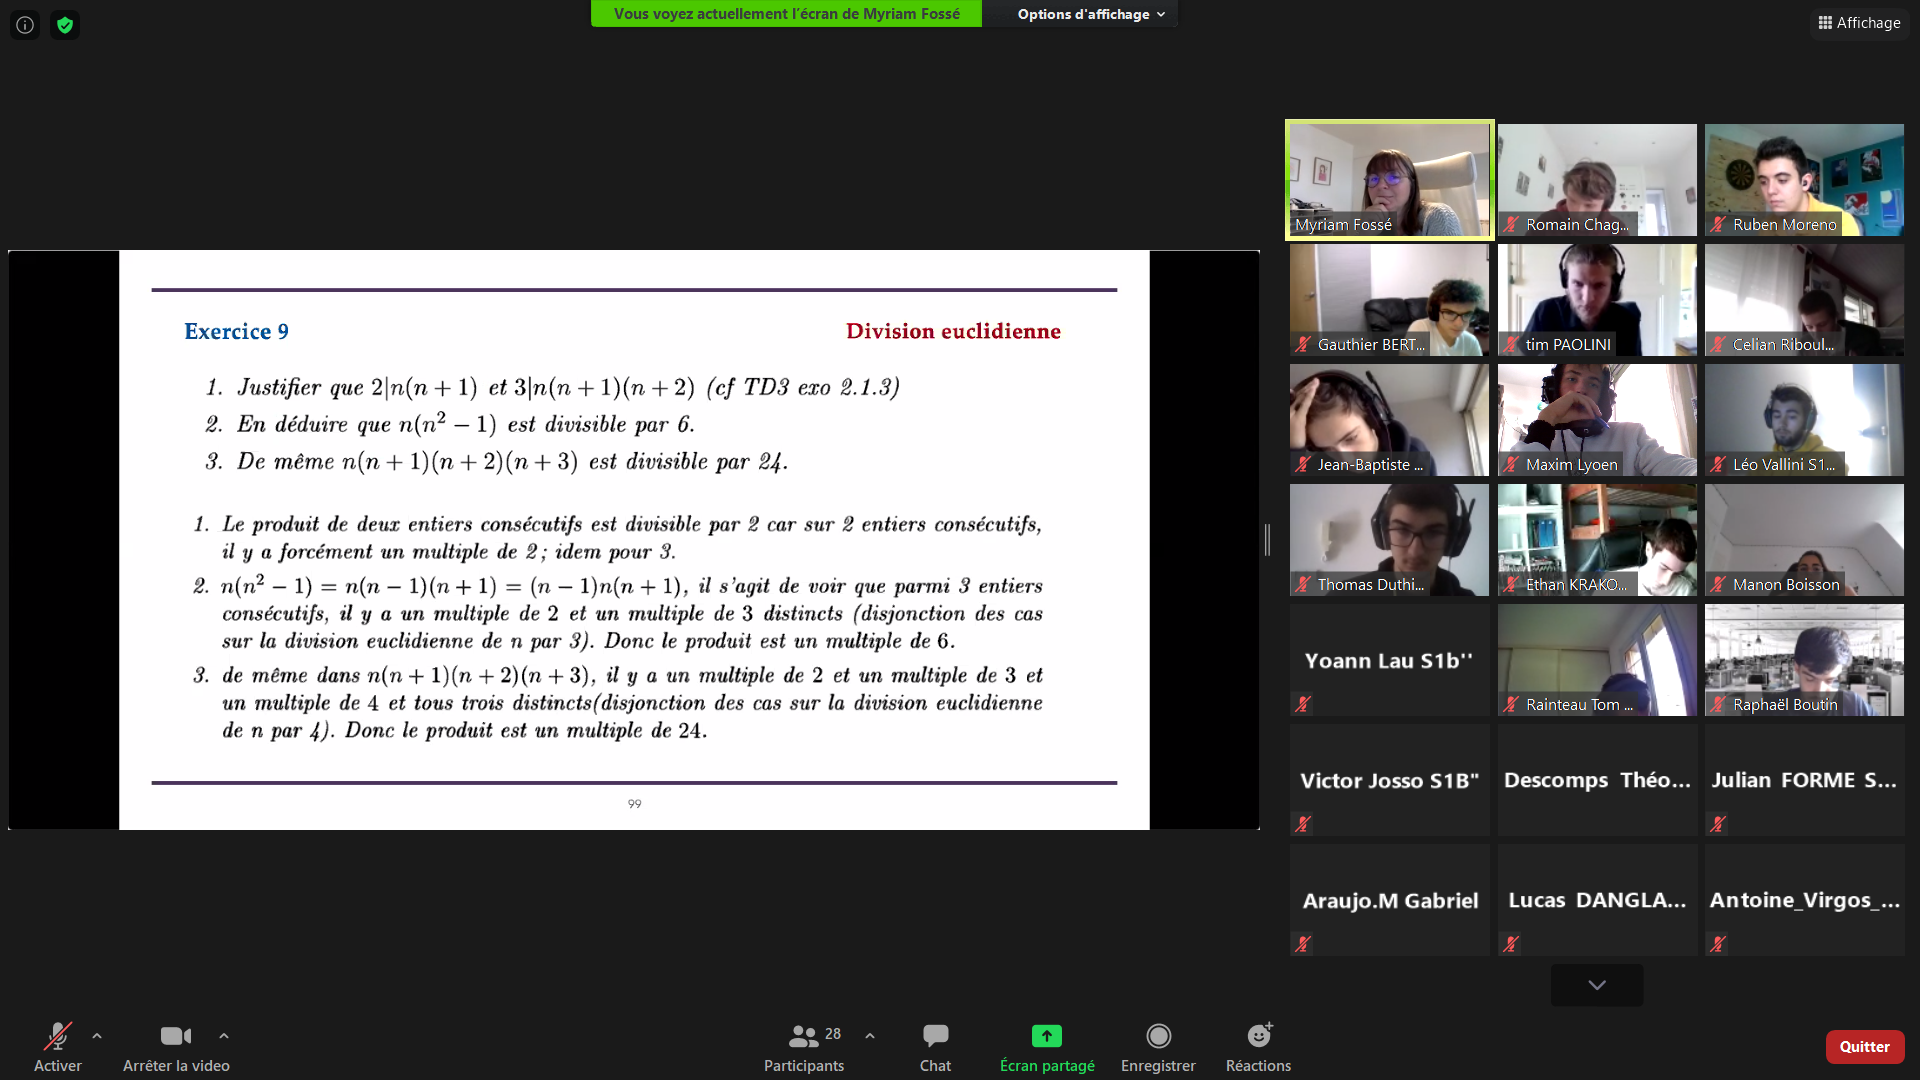 Vous voyez actuellement l'écran de Myriam Fossé
Options d'affichage
Affichage
Exercice 9
Division euclidienne
1. Justifier que 2|n(n + 1) et 3|n(n + 1)(n + 2) (cf TD3 exo 2.1.3)
2. En déduire que n(n² − 1) est divisible par 6.
3. De même n(n + 1)(n + 2)(n + 3) est divisible par 24.
1. Le produit de deux entiers consécutifs est divisible par 2 car sur 2 entiers consécutifs,
il y a forcément un multiple de 2 ; idem pour 3.
2. n(n² − 1) = n(n − 1)(n + 1) = (n − 1)n(n + 1), il s'agit de voir que parmi 3 entiers
consécutifs, il y a un multiple de 2 et un multiple de 3 distincts (disjonction des cas
sur la division euclidienne de n par 3). Donc le produit est un multiple de 6.
3. de même dans n(n + 1)(n + 2)(n + 3), il y a un multiple de 2 et un multiple de 3 et
un multiple de 4 et tous trois distincts(disjonction des cas sur la division euclidienne
de n par 4). Donc le produit est un multiple de 24.
99
Myriam Fossé
Romain Chag...
Ruben Moreno
Gauthier BERT...
tim PAOLINI
Celian Riboul...
Jean-Baptiste ...
Maxim Lyoen
Léo Vallini S1...
Thomas Duthi...
Ethan KRAKO...
Manon Boisson
Yoann Lau S1b''
Rainteau Tom ...
Raphaël Boutin
Victor Josso S1B"
Descomps Théo...
Julian FORME S...
Araujo.M Gabriel
Lucas DANGLA...
Antoine_Virgos_...
Activer
Arrêter la video
Participants
28
Chat
Écran partagé
Enregistrer
Réactions
Quitter